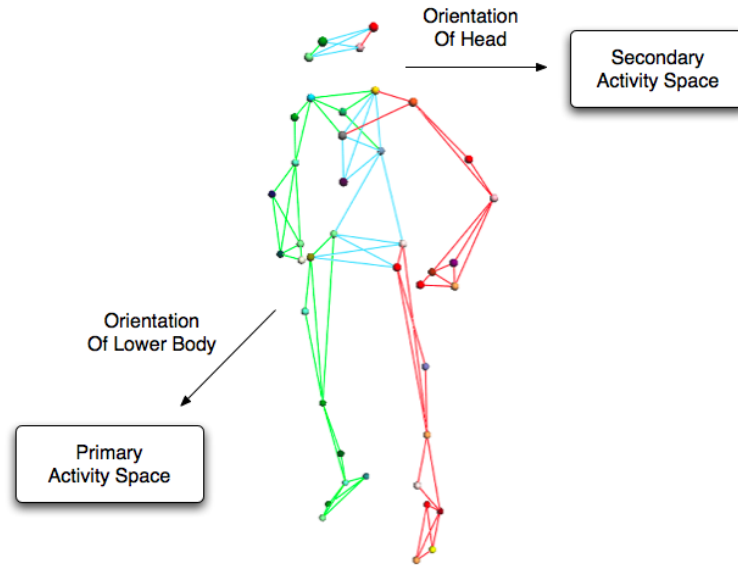 Orientation
Of Head
Secondary
Activity Space
Orientation
Of Lower Body
Primary
Activity Space